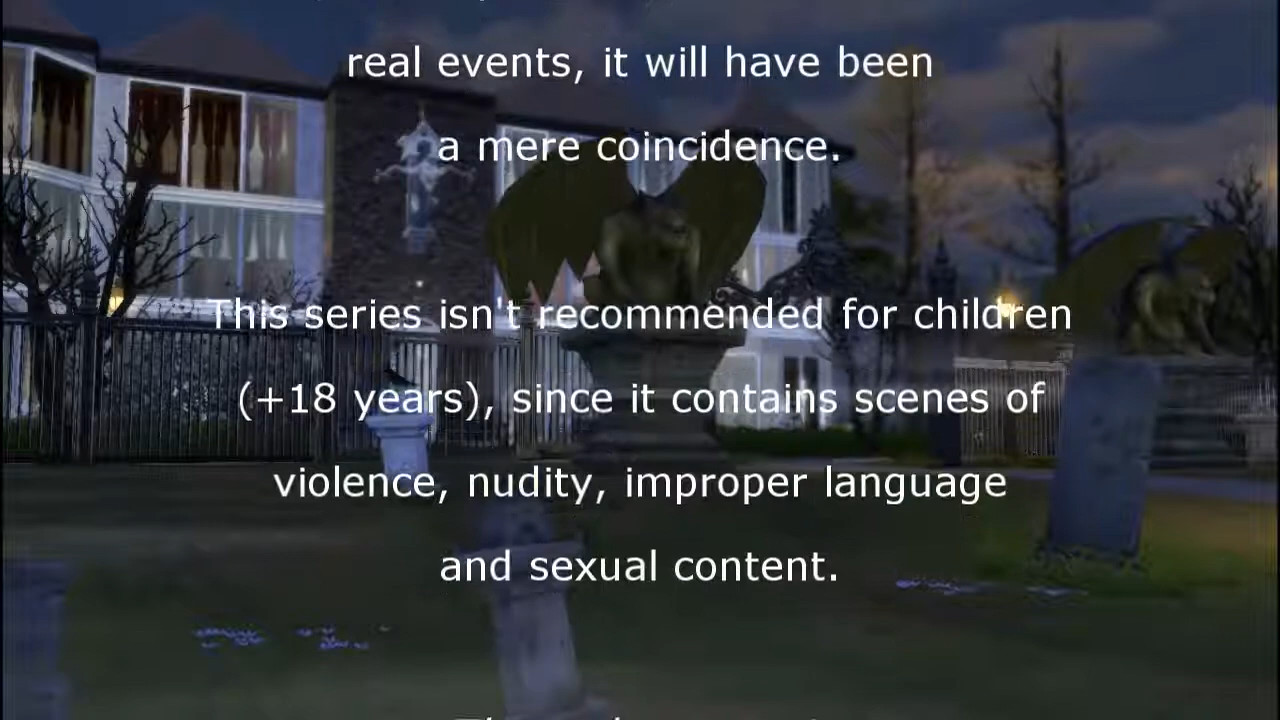 real events, it will have been
a mere coincidence.
This series isn't recommended for children
(+18 years), since it contains scenes of
violence, nudity, improper language
and sexual content.